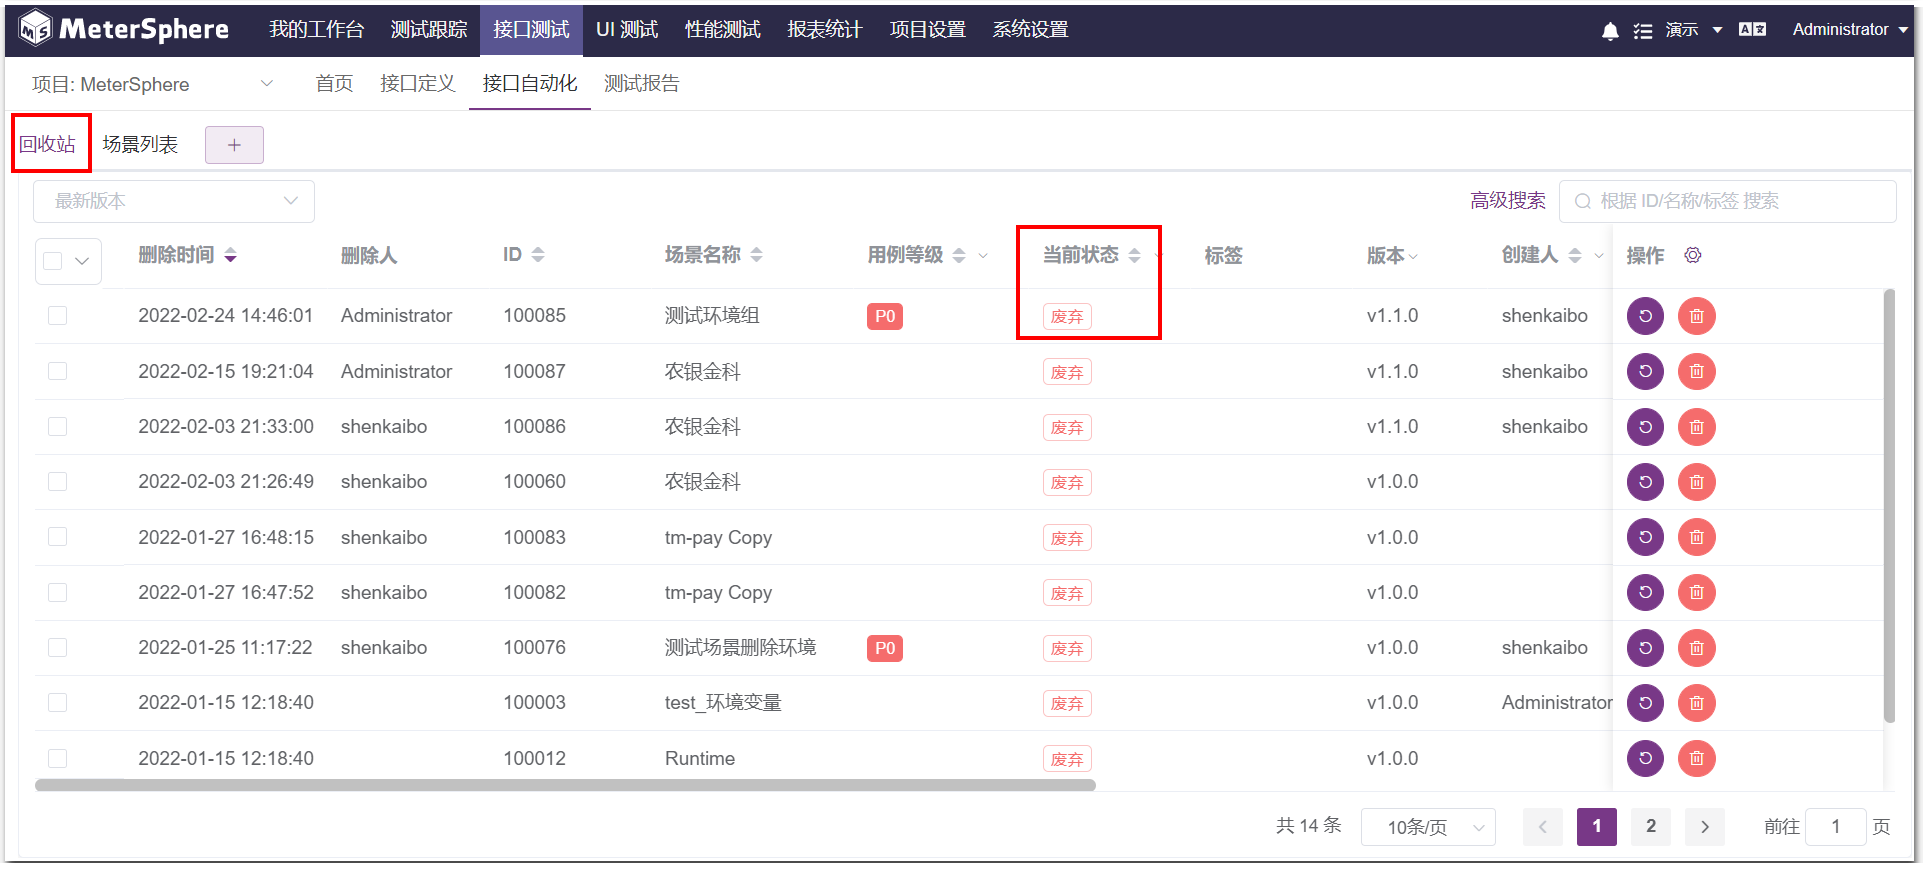 MeterSphere 我的工作台 测试跟踪 接口测试 UI 测试 性能测试 报表统计 项目设置 系统设置 演示 Administrator
项目: MeterSphere 首页 接口定义 接口自动化 测试报告
回收站 场景列表 +
最新版本 高级搜索 根据 ID/名称/标签 搜索
删除时间 删除人 ID 场景名称 用例等级 当前状态 标签 版本 创建人 操作
2022-02-24 14:46:01 Administrator 100085 测试环境组 P0 废弃 v1.1.0 shenkaibo
2022-02-15 19:21:04 Administrator 100087 农银金科 废弃 v1.1.0 shenkaibo
2022-02-03 21:33:00 shenkaibo 100086 农银金科 废弃 v1.1.0 shenkaibo
2022-02-03 21:26:49 shenkaibo 100060 农银金科 废弃 v1.0.0
2022-01-27 16:48:15 shenkaibo 100083 tm-pay Copy 废弃 v1.0.0
2022-01-27 16:47:52 shenkaibo 100082 tm-pay Copy 废弃 v1.0.0
2022-01-25 11:17:22 shenkaibo 100076 测试场景删除环境 P0 废弃 v1.0.0 shenkaibo
2022-01-15 12:18:40 100003 test_环境变量 废弃 v1.0.0 Administrator
2022-01-15 12:18:40 100012 Runtime 废弃 v1.0.0
共 14 条 10条/页 1 2 前往 1 页